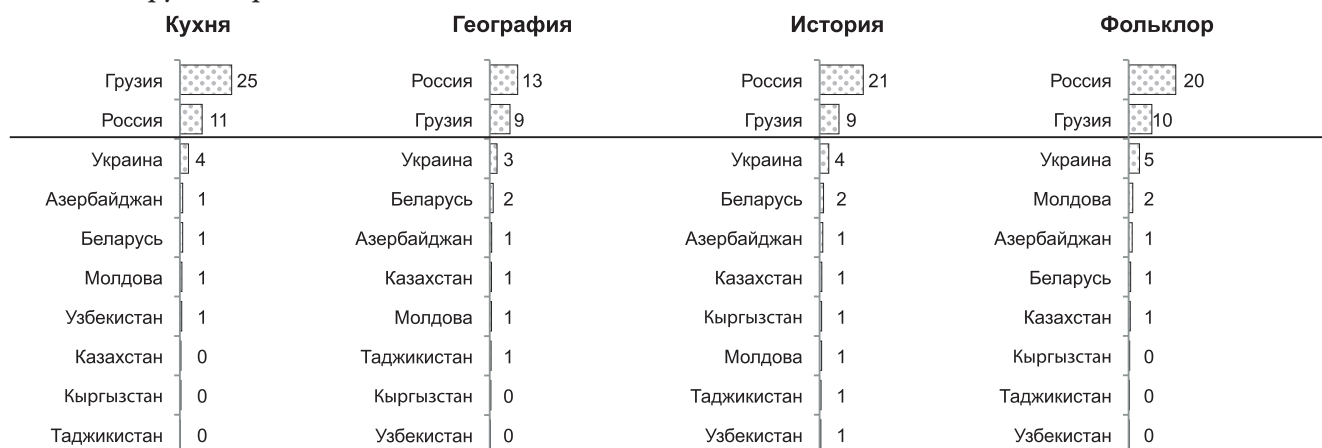 Кухня География История Фольклор
Грузия 25 Россия 13 Россия 21 Россия 20
Россия 11 Грузия 9 Грузия 9 Грузия 10
Украина 4 Украина 3 Украина 4 Украина 5
Азербайджан 1 Беларусь 2 Беларусь 2 Молдова 2
Беларусь 1 Азербайджан 1 Азербайджан 1 Азербайджан 1
Молдова 1 Казахстан 1 Казахстан 1 Беларусь 1
Узбекистан 1 Молдова 1 Кыргызстан 1 Казахстан 1
Казахстан 0 Таджикистан 1 Молдова 1 Кыргызстан 0
Кыргызстан 0 Кыргызстан 0 Таджикистан 1 Таджикистан 0
Таджикистан 0 Узбекистан 0 Узбекистан 1 Узбекистан 0